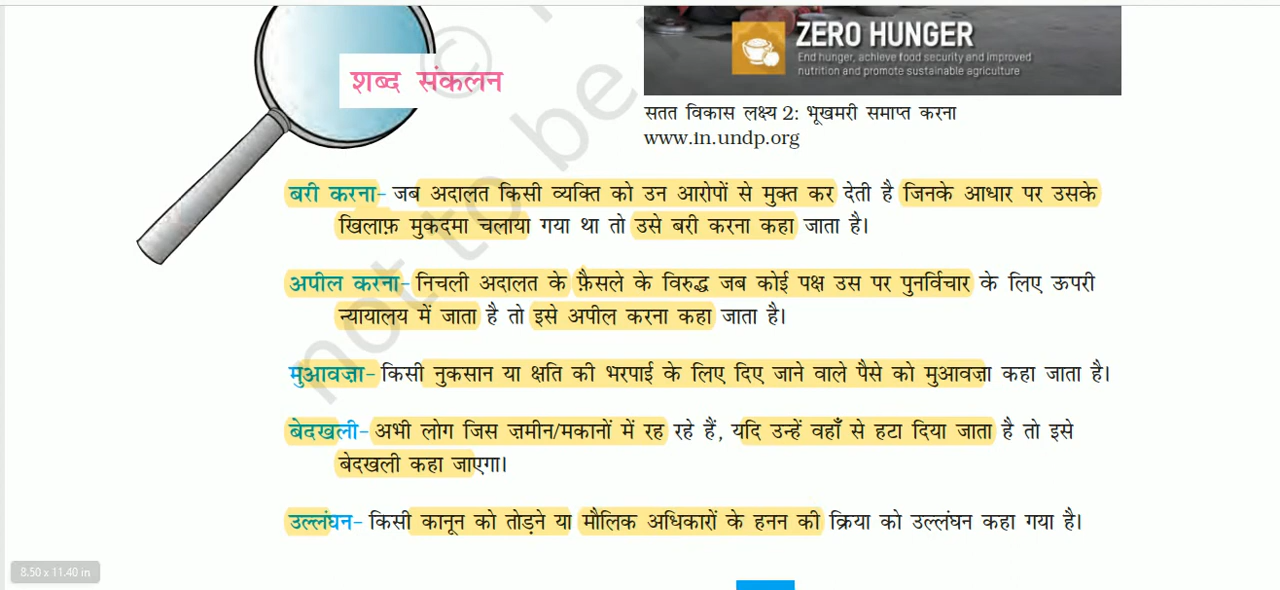 ZERO HUNGER
End hunger, achieve food security and improved
nutrition and promote sustainable agriculture
सतत विकास लक्ष्य 2: भूखमरी समाप्त करना
www.in.undp.org
शब्द संकलन
बरी करना– जब अदालत किसी व्यक्ति को उन आरोपों से मुक्त कर देती है जिनके आधार पर उसके
खिलाफ़ मुकदमा चलाया गया था तो उसे बरी करना कहा जाता है।
अपील करना– निचली अदालत के फ़ैसले के विरुद्ध जब कोई पक्ष उस पर पुनर्विचार के लिए ऊपरी
न्यायालय में जाता है तो इसे अपील करना कहा जाता है।
मुआवज़ा– किसी नुकसान या क्षति की भरपाई के लिए दिए जाने वाले पैसे को मुआवज़ा कहा जाता है।
बेदखली– अभी लोग जिस ज़मीन/मकानों में रह रहे हैं, यदि उन्हें वहाँ से हटा दिया जाता है तो इसे
बेदखली कहा जाएगा।
उल्लंघन– किसी कानून को तोड़ने या मौलिक अधिकारों के हनन की क्रिया को उल्लंघन कहा गया है।
not to be
8.50 x 11.40 in